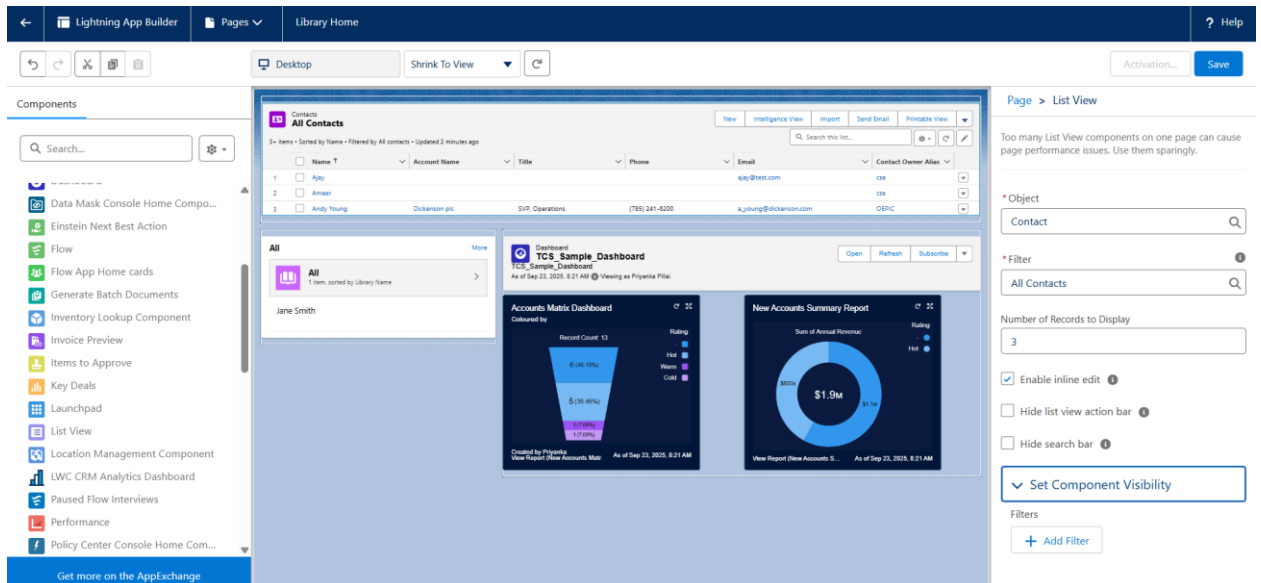 Lightning App Builder
Pages
Library Home
? Help
Desktop
Shrink To View
Activation...
Save
Components
Search...
Dashboard
Data Mask Console Home Compo...
Einstein Next Best Action
Flow
Flow App Home cards
Generate Batch Documents
Inventory Lookup Component
Invoice Preview
Items to Approve
Key Deals
Launchpad
List View
Location Management Component
LWC CRM Analytics Dashboard
Paused Flow Interviews
Performance
Policy Center Console Home Com...
Get more on the AppExchange
Contacts
All Contacts
New Intelligence View Import Send Email Printable View
3+ items • Sorted by Name • Filtered by All contacts • Updated 2 minutes ago
Search this list...
Name ↑ Account Name Title Phone Email Contact Owner Alias
1 Ajay ajay@test.com cse
2 Ameer cse
3 Andy Young Dickenson plc SVP, Operations (785) 241-6200 a_young@dickenson.com OEPIC
All
More
All
1 item, sorted by Library Name
Jane Smith
Dashboard
TCS_Sample_Dashboard
TCS_Sample_Dashboard
As of Sep 23, 2025, 8:21 AM Viewing as Priyanka Pillai
Open Refresh Subscribe
Accounts Matrix Dashboard
Coloured by
Record Count: 13
Rating
-
Hot
Warm
Cold
6 (46.15%)
5 (38.46%)
1 (7.69%)
1 (7.69%)
Created by Priyanka
View Report (New Accounts Matr
As of Sep 23, 2025, 8:21 AM
New Accounts Summary Report
Sum of Annual Revenue
Rating
-
Hot
$800k
$1.9M
$1.1M
View Report (New Accounts S...
As of Sep 23, 2025, 8:21 AM
Page > List View
Too many List View components on one page can cause
page performance issues. Use them sparingly.
* Object
Contact
* Filter
All Contacts
Number of Records to Display
3
Enable inline edit
Hide list view action bar
Hide search bar
Set Component Visibility
Filters
+ Add Filter